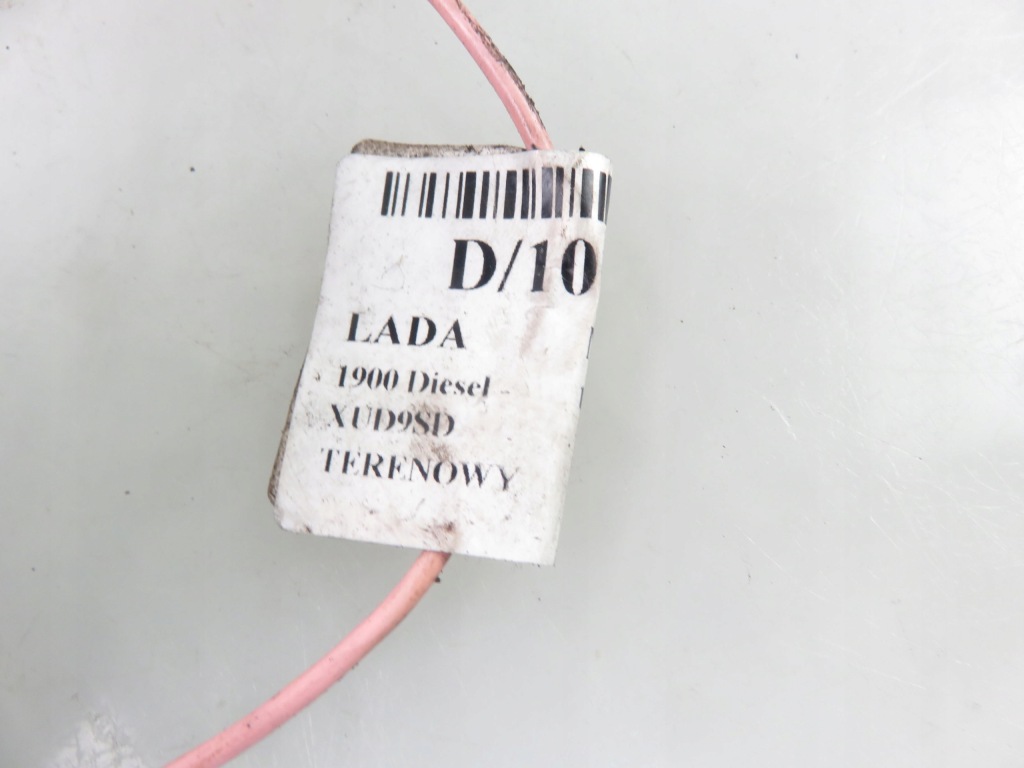 D/10
LADA
1900 Diesel
XUD9SD
TERENOWY